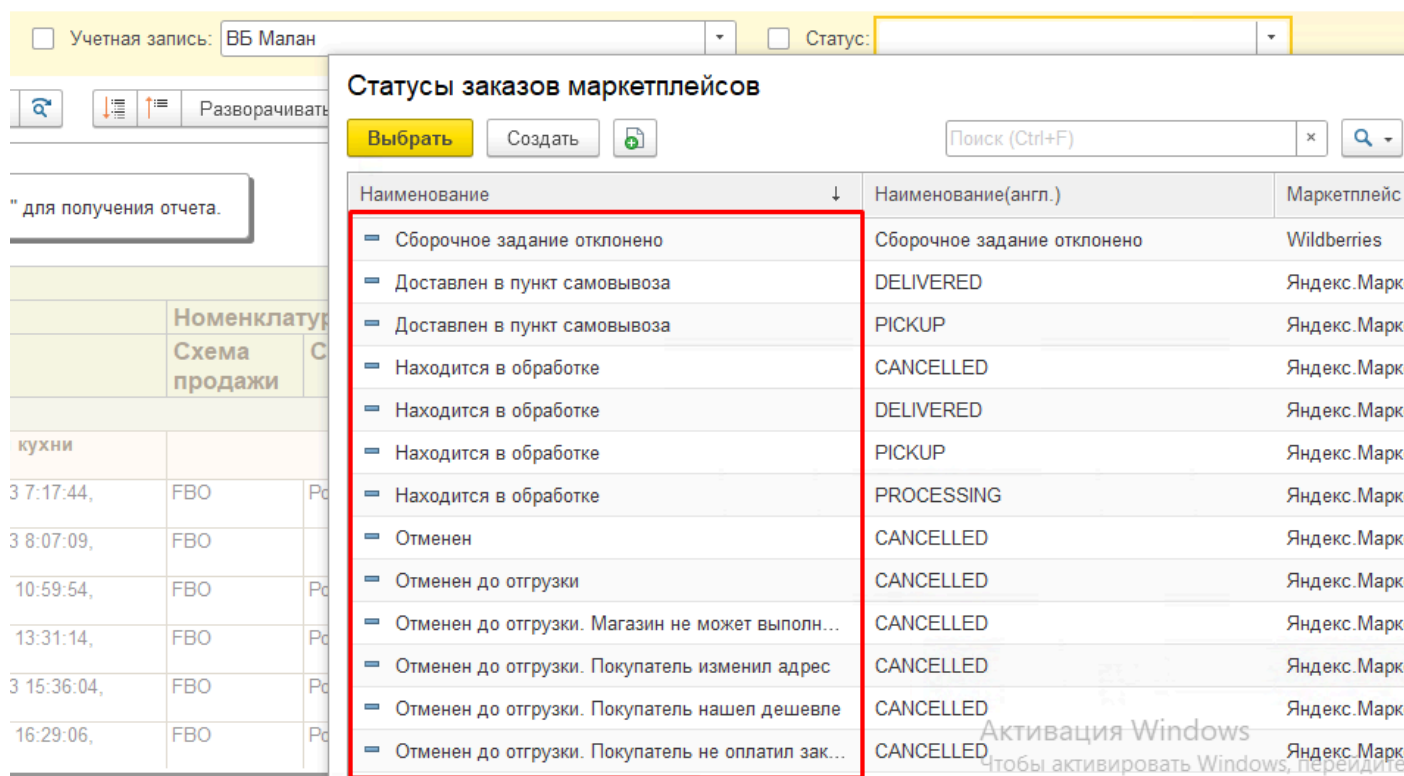 Учетная запись: ВБ Малан Статус:
Статусы заказов маркетплейсов
Разворачивать
Выбрать Создать Поиск (Ctrl+F)
Наименование Наименование(англ.) Маркетплейс
" для получения отчета.
Сборочное задание отклонено Сборочное задание отклонено Wildberries
Доставлен в пункт самовывоза DELIVERED Яндекс.Марк
Номенклатур
Доставлен в пункт самовывоза PICKUP Яндекс.Марк
Схема продажи С
Находится в обработке CANCELLED Яндекс.Марк
Находится в обработке DELIVERED Яндекс.Марк
кухни
Находится в обработке PICKUP Яндекс.Марк
3 7:17:44, FBO Ро
Находится в обработке PROCESSING Яндекс.Марк
3 8:07:09, FBO
Отменен CANCELLED Яндекс.Марк
10:59:54, FBO Ро
Отменен до отгрузки CANCELLED Яндекс.Марк
13:31:14, FBO Ро
Отменен до отгрузки. Магазин не может выполн... CANCELLED Яндекс.Марк
Отменен до отгрузки. Покупатель изменил адрес CANCELLED Яндекс.Марк
3 15:36:04, FBO Ро
Отменен до отгрузки. Покупатель нашел дешевле CANCELLED Яндекс.Марк
16:29:06, FBO Ро
Активация Windows
Отменен до отгрузки. Покупатель не оплатил зак... CANCELLED Яндекс.Марк
Чтобы активировать Windows, перейдите